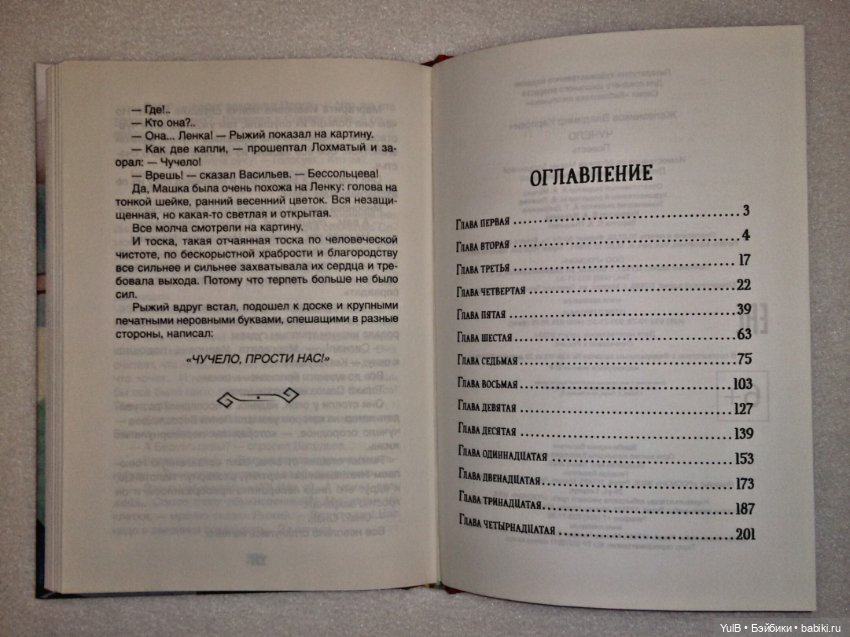 — Где!..
— Кто она?..
— Она... Ленка! — Рыжий показал на картину.
— Как две капли, — прошептал Лохматый и за-
орал: — Чучело!
— Врешь! — сказал Васильев. — Бессольцева!
Да, Машка была очень похожа на Ленку: голова на
тонкой шейке, ранний весенний цветок. Вся незащи-
щенная, но какая-то светлая и открытая.
Все молча смотрели на картину.
И тоска, такая отчаянная тоска по человеческой
чистоте, по бескорыстной храбрости и благородству
все сильнее и сильнее захватывала их сердца и тре-
бовала выхода. Потому что терпеть больше не было
сил.
Рыжий вдруг встал, подошел к доске и крупными
печатными неровными буквами, спешащими в разные
стороны, написал:
«ЧУЧЕЛО, ПРОСТИ НАС!»
ОГЛАВЛЕНИЕ
Глава первая 3
Глава вторая 4
Глава третья 17
Глава четвертая 22
Глава пятая 39
Глава шестая 63
Глава седьмая 75
Глава восьмая 103
Глава девятая 127
Глава десятая 139
Глава одиннадцатая 153
Глава двенадцатая 173
Глава тринадцатая 187
Глава четырнадцатая 201
YulB • Бэйбики • babiki.ru